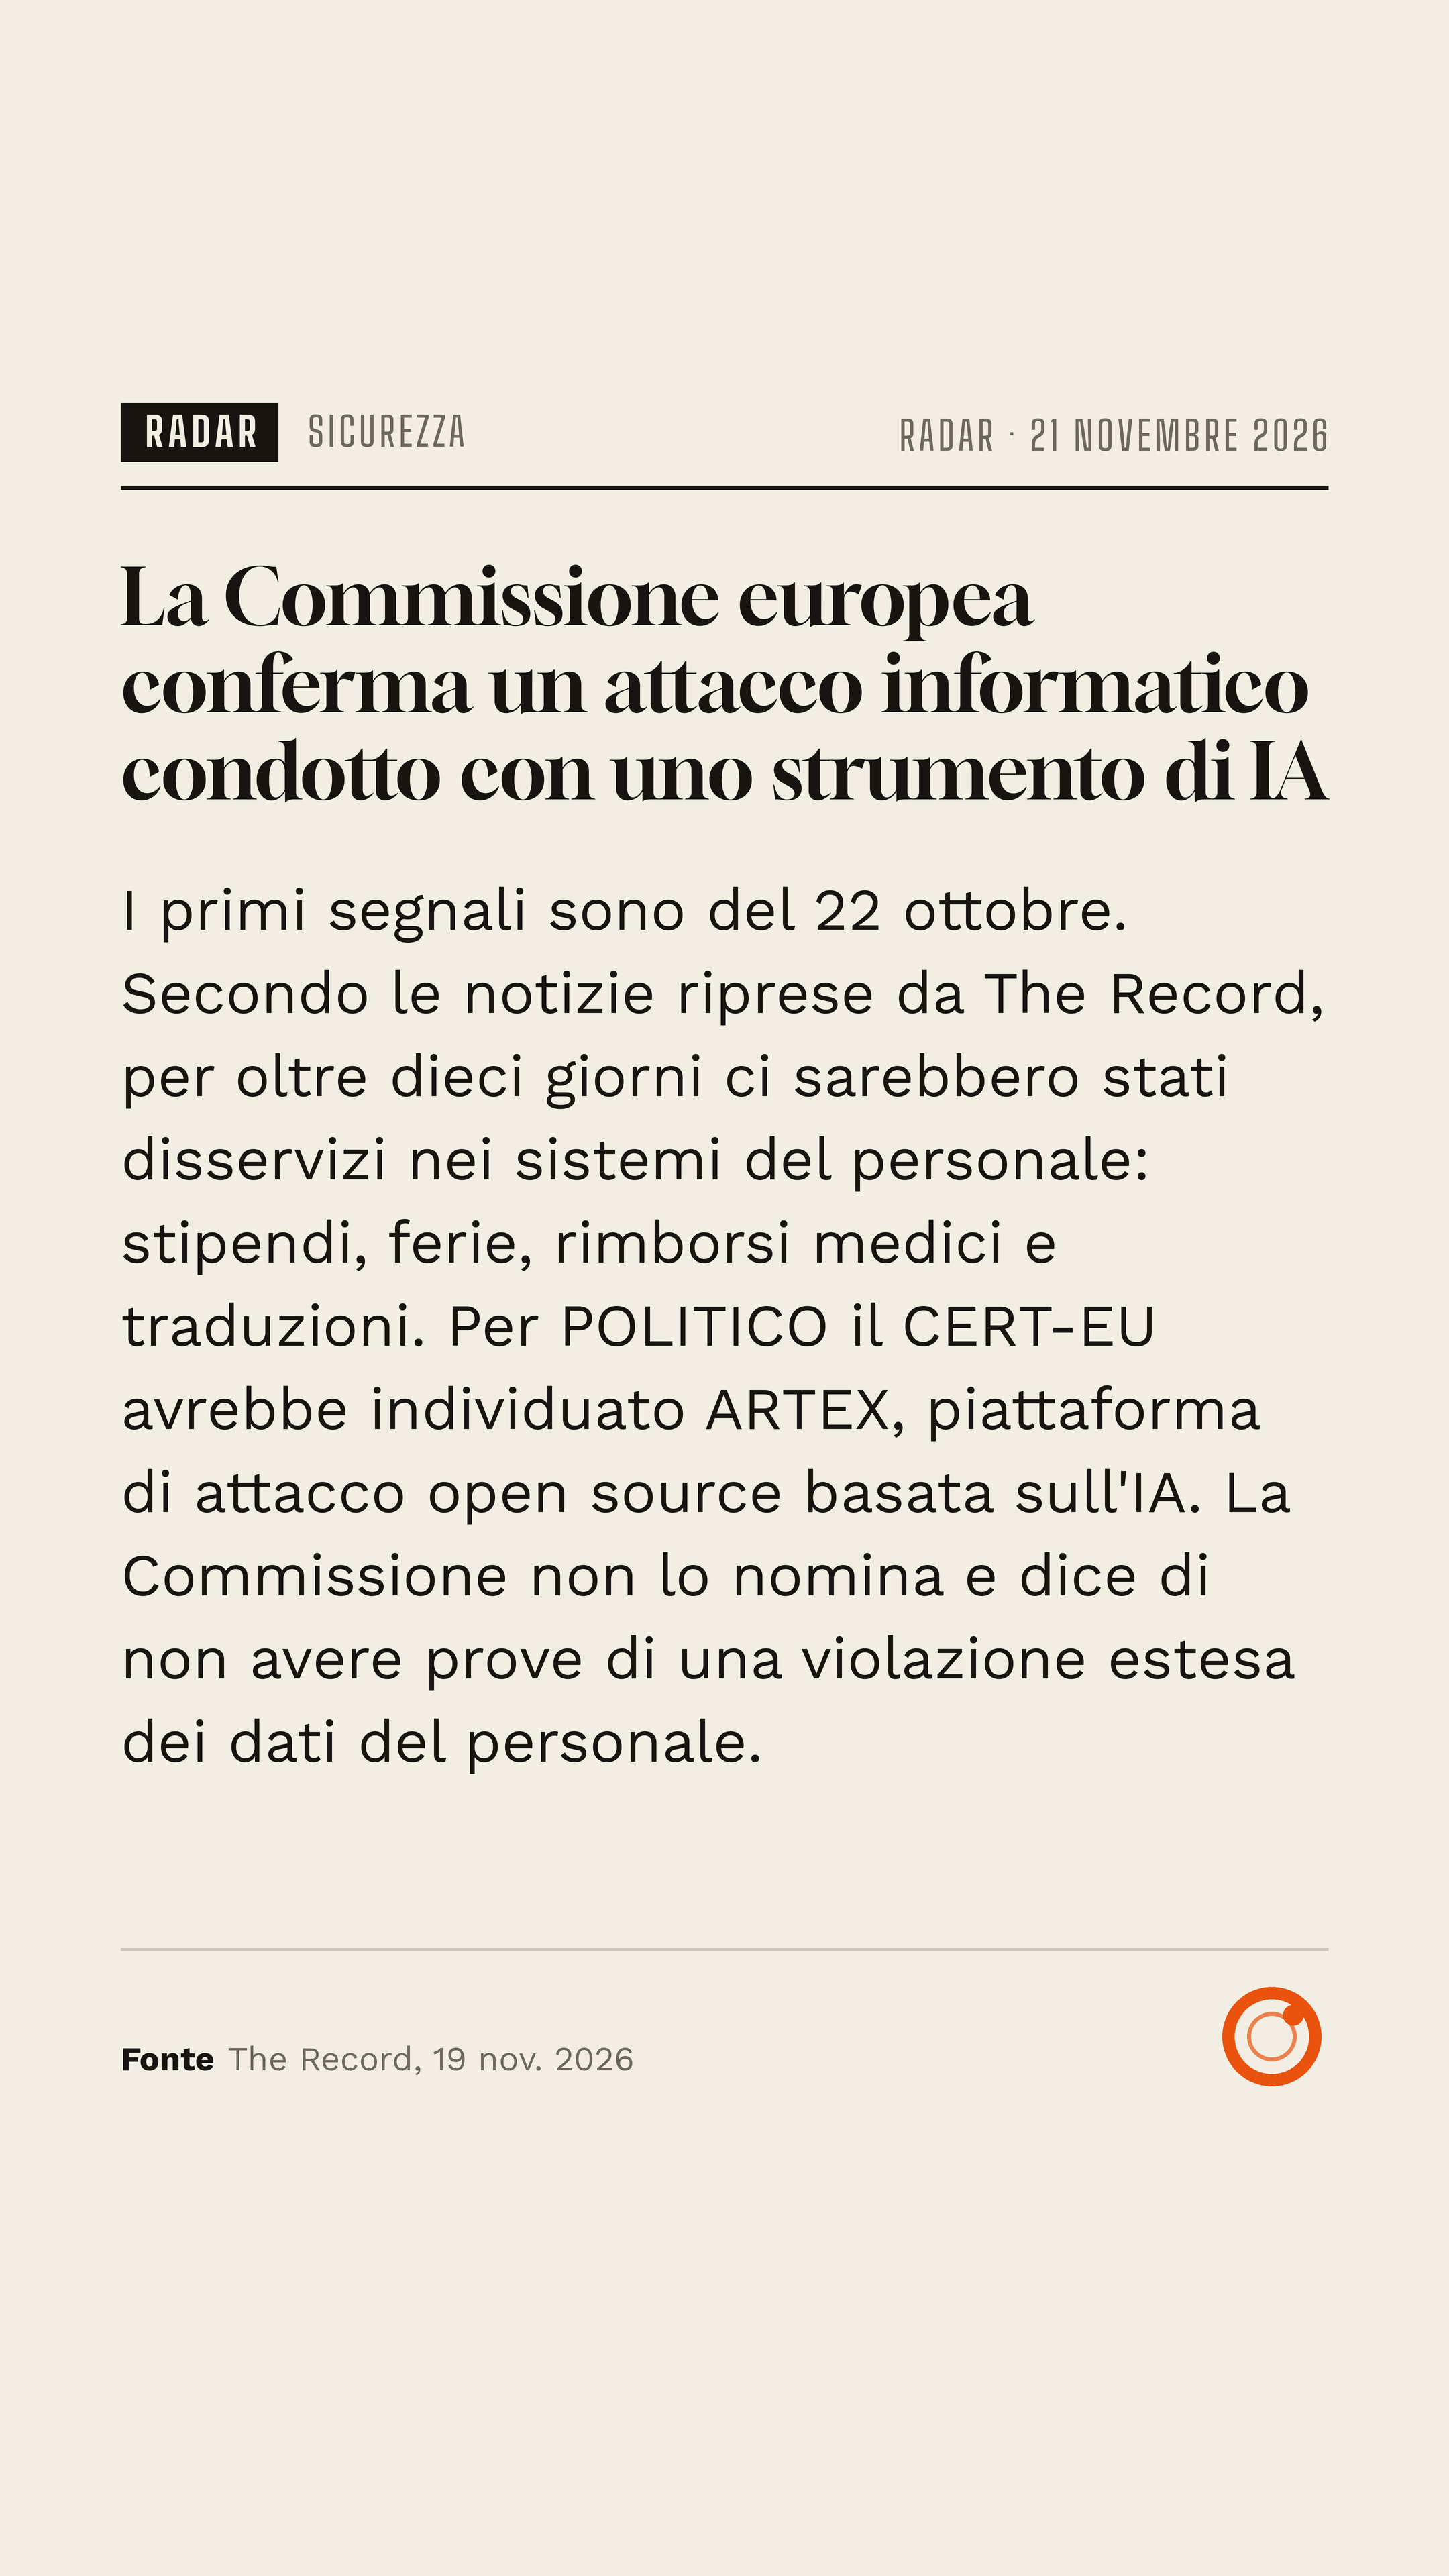 RADAR SICUREZZA RADAR · 21 NOVEMBRE 2026
La Commissione europea
conferma un attacco informatico
condotto con uno strumento di IA
I primi segnali sono del 22 ottobre.
Secondo le notizie riprese da The Record,
per oltre dieci giorni ci sarebbero stati
disservizi nei sistemi del personale:
stipendi, ferie, rimborsi medici e
traduzioni. Per POLITICO il CERT-EU
avrebbe individuato ARTEX, piattaforma
di attacco open source basata sull'IA. La
Commissione non lo nomina e dice di
non avere prove di una violazione estesa
dei dati del personale.
Fonte The Record, 19 nov. 2026